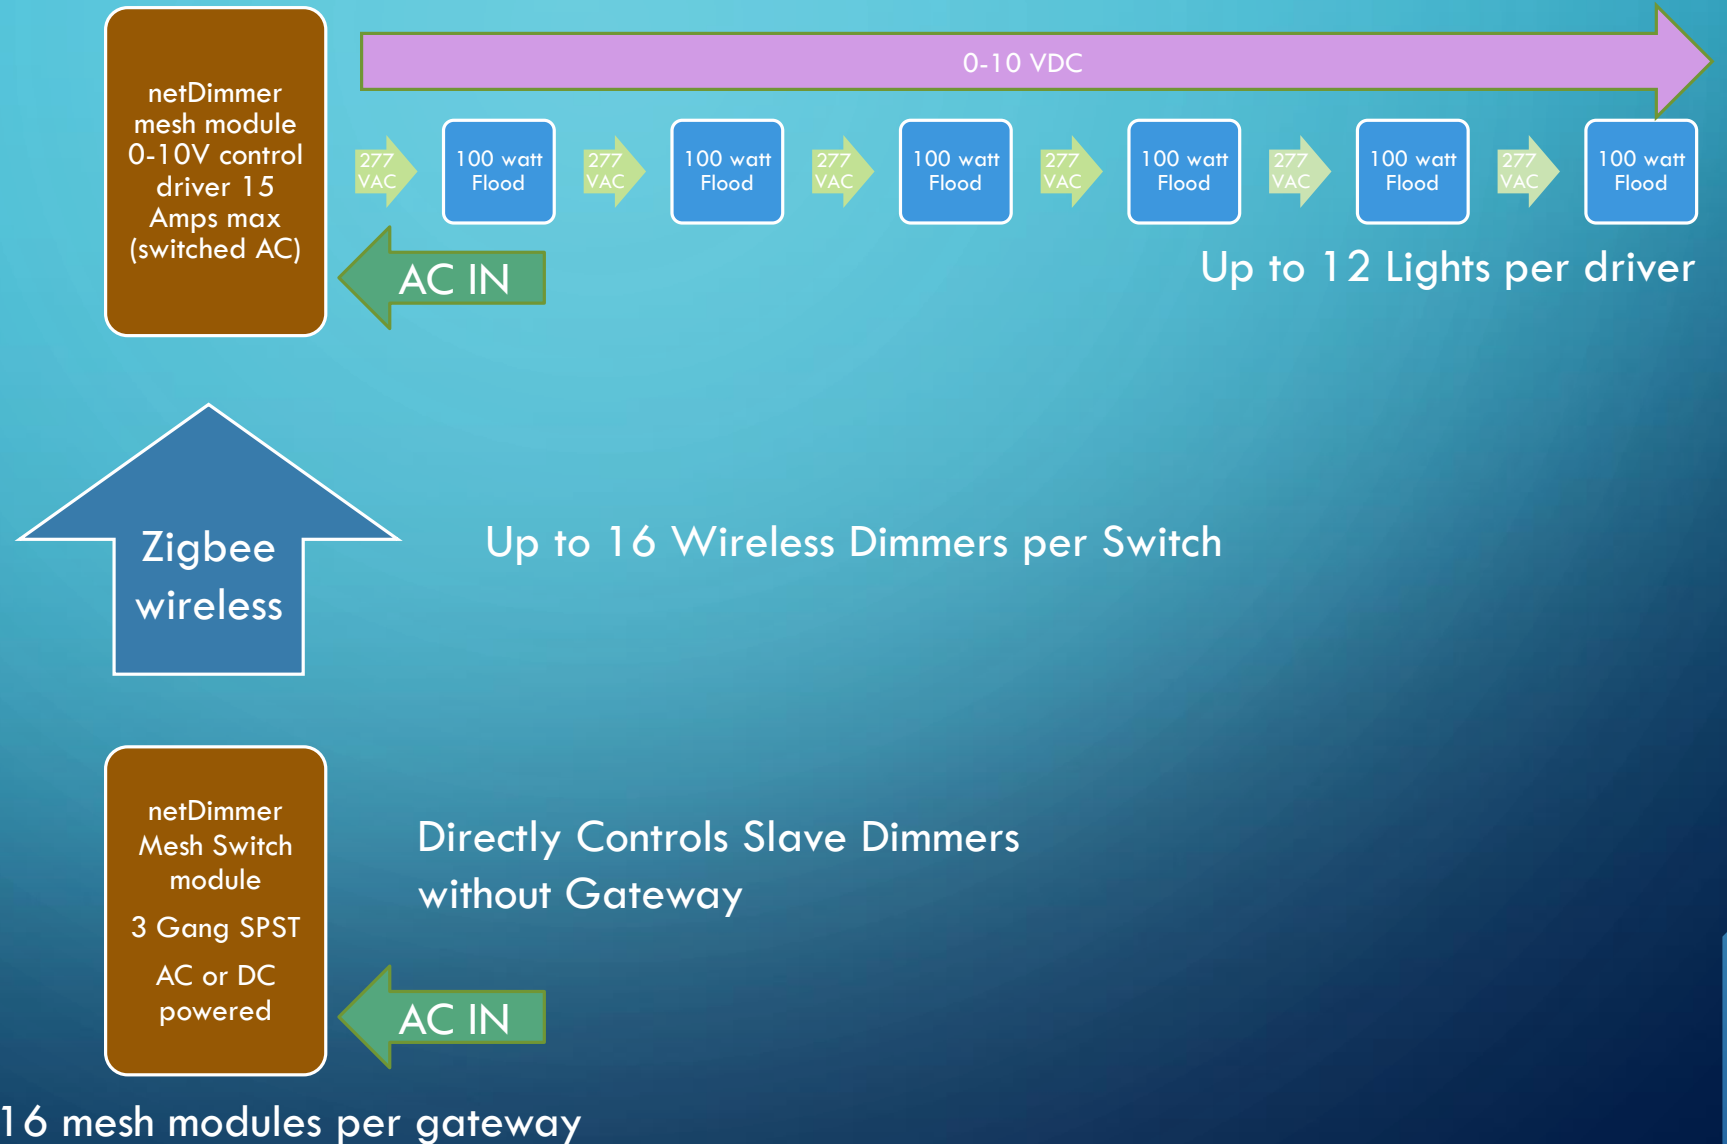 netDimmer
mesh module
0-10V control
driver 15
Amps max
(switched AC)
0-10 VDC
277
VAC
100 watt
Flood
277
VAC
100 watt
Flood
277
VAC
100 watt
Flood
277
VAC
100 watt
Flood
277
VAC
100 watt
Flood
277
VAC
100 watt
Flood
AC IN
Up to 12 Lights per driver
Zigbee
wireless
Up to 16 Wireless Dimmers per Switch
netDimmer
Mesh Switch
module
3 Gang SPST
AC or DC
powered
Directly Controls Slave Dimmers
without Gateway
AC IN
16 mesh modules per gateway